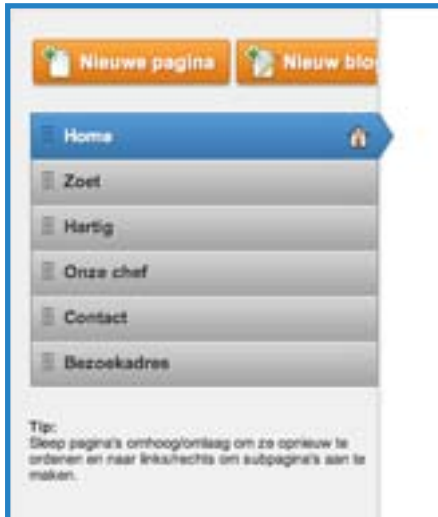 Nieuwe pagina
Nieuw blo
Home
Zoet
Hartig
Onze chef
Contact
Bezoekadres
Tip:
Sleep pagina's omhoog/omlaag om ze opnieuw te
ordenen en naar links/rechts om subpagina's aan te
maken.